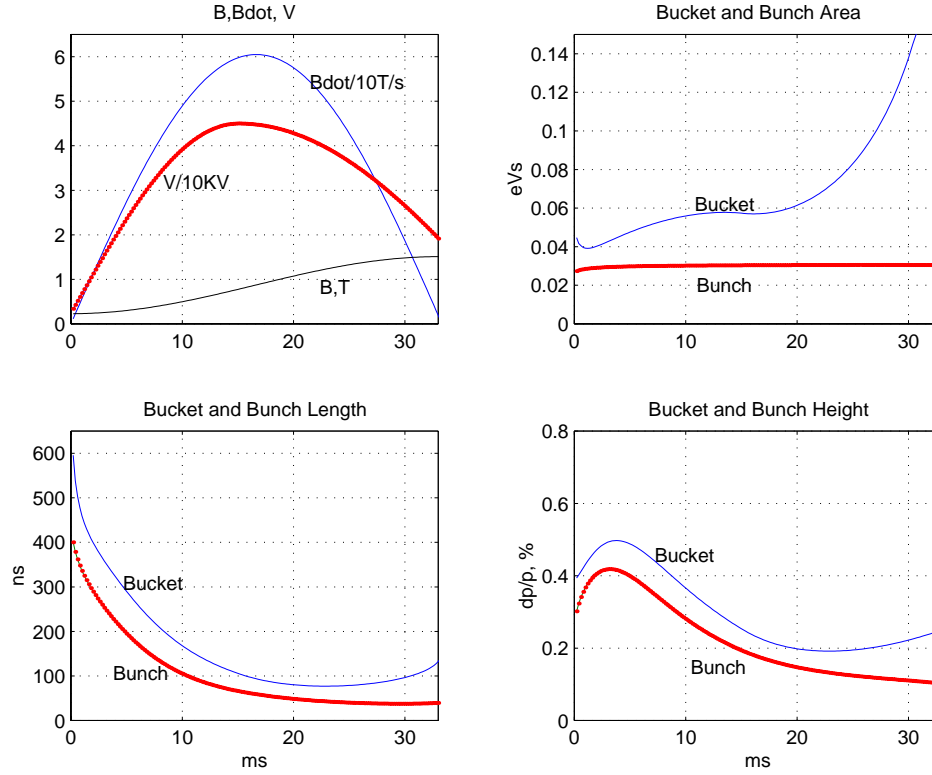 B,Bdot, V
6
5
4
3
2
1
0
0
10
20
30
Bdot/10T/s
V/10KV
B,T
Bucket and Bunch Area
eVs
0.14
0.12
0.1
0.08
0.06
0.04
0.02
0
0
10
20
30
Bucket
Bunch
Bucket and Bunch Length
ns
600
500
400
300
200
100
0
0
10
20
30
ms
Bucket
Bunch
Bucket and Bunch Height
dp/p, %
0.8
0.6
0.4
0.2
0
0
10
20
30
ms
Bucket
Bunch